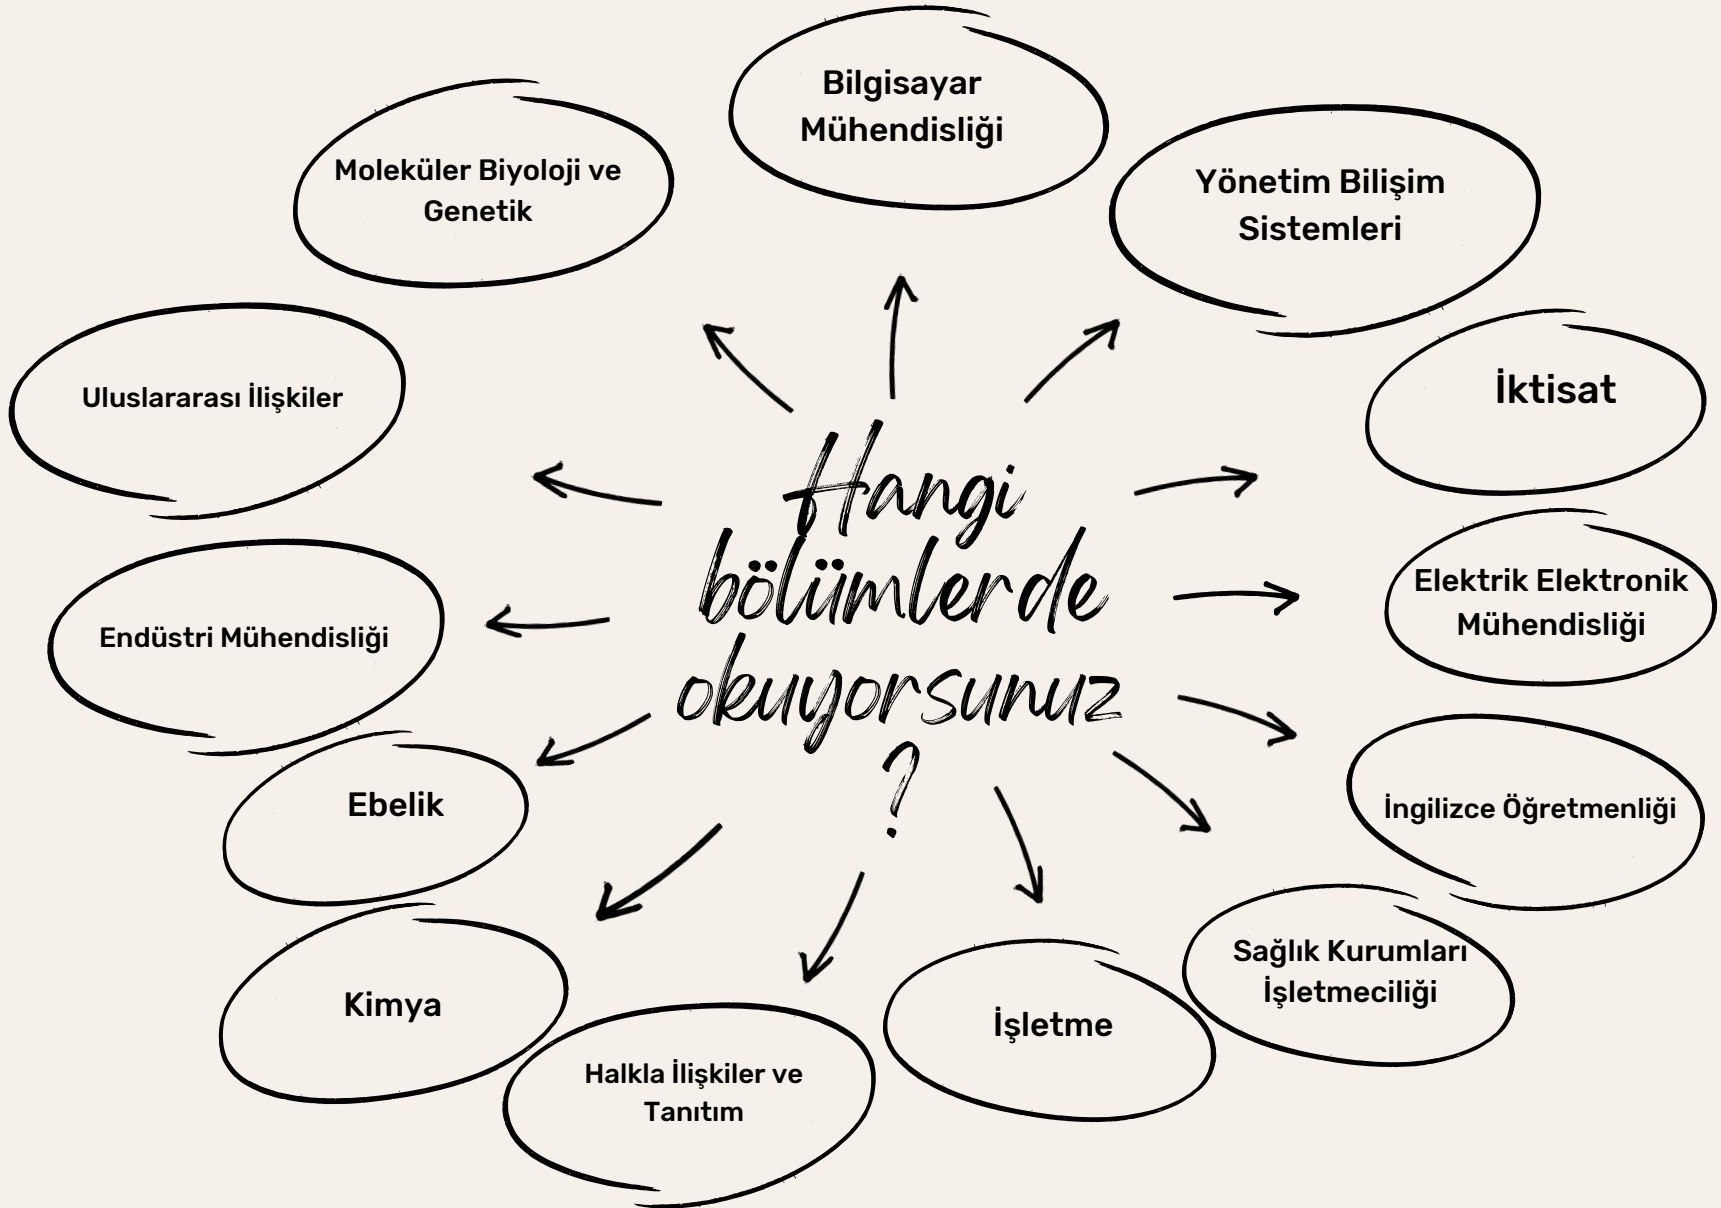 Bilgisayar
Mühendisliği
Moleküler Biyoloji ve
Genetik
Yönetim Bilişim
Sistemleri
Uluslararası İlişkiler
İktisat
Hangi
bölümlerde
okuyorsunuz
?
Elektrik Elektronik
Mühendisliği
Endüstri Mühendisliği
Ebelik
İngilizce Öğretmenliği
Sağlık Kurumları
İşletmeciliği
Kimya
İşletme
Halkla İlişkiler ve
Tanıtım